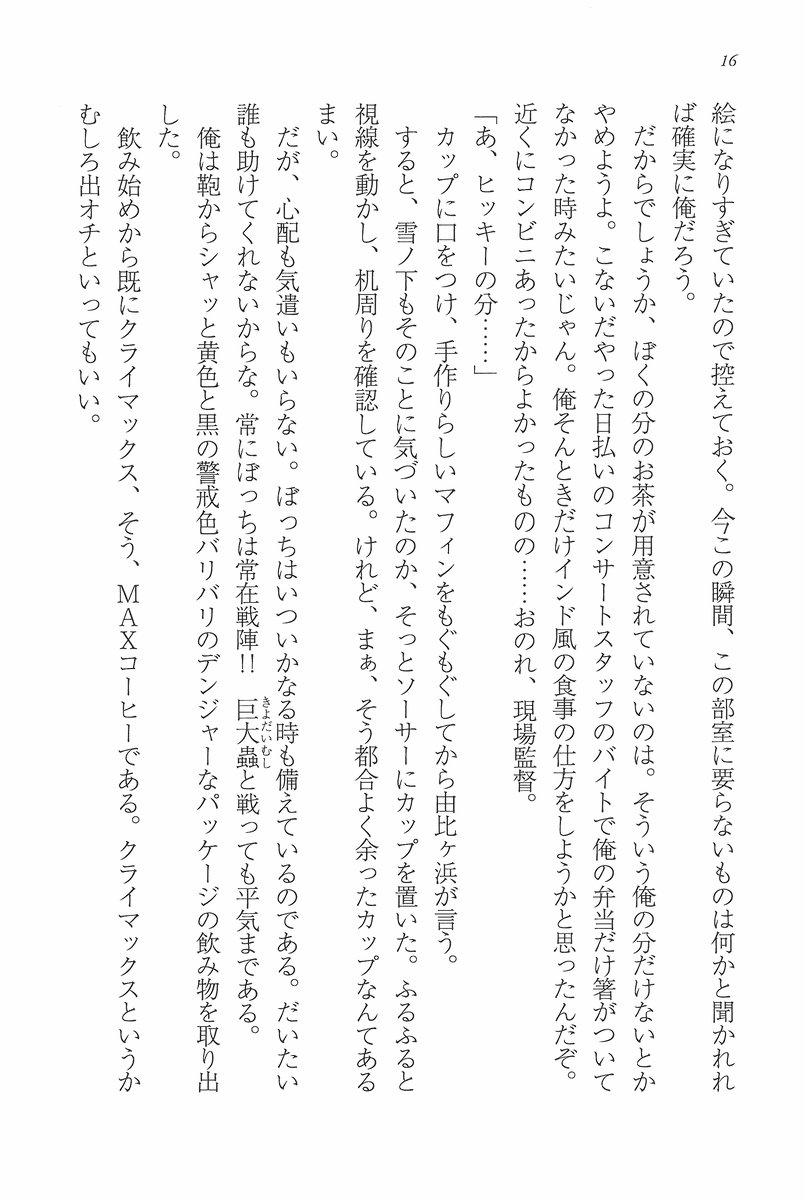 16
絵になりすぎていたので控えておく。今この瞬間、この部室に要らないものは何かと聞かれれ
ば確実に俺だろう。
　だからでしょうか、ぼくの分のお茶が用意されていないのは。そういう俺の分だけないとか
やめようよ。こないだやった日払いのコンサートスタッフのバイトで俺の弁当だけ箸がついて
なかった時みたいじゃん。俺そんときだけインド風の食事の仕方をしようかと思ったんだぞ。
近くにコンビニあったからよかったものの……おのれ、現場監督。
「あ、ヒッキーの分……」
　カップに口をつけ、手作りらしいマフィンをもぐもぐしてから由比ヶ浜が言う。
　すると、雪ノ下もそのことに気づいたのか、そっとソーサーにカップを置いた。ふるふると
視線を動かし、机周りを確認している。けれど、まぁ、そう都合よく余ったカップなんてある
まい。
　だが、心配も気遣いもいらない。ぼっちはいついかなる時も備えているのである。だいたい
誰も助けてくれないからな。常にぼっちは常在戦陣!!　巨大蟲と戦っても平気まである。
きょだいむし
　俺は鞄からシャッと黄色と黒の警戒色バリバリのデンジャーなパッケージの飲み物を取り出
した。
　飲み始めから既にクライマックス、そう、ＭＡＸコーヒーである。クライマックスというか
むしろ出オチといってもいい。